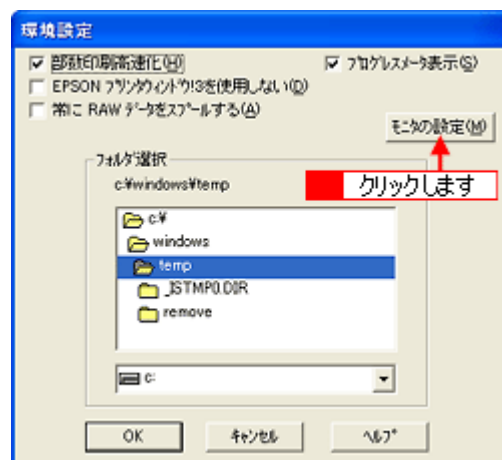 環境設定
部数印刷高速化(H)
ﾌﾟﾛｸﾞﾚｽﾒｰﾀ表示(S)
EPSON ﾌﾟﾘﾝﾀｳｨﾝﾄﾞｳ!3を使用しない(D)
常に RAW ﾃﾞｰﾀをｽﾌﾟｰﾙする(A)
ﾓﾆﾀの設定(M)
クリックします
フォルダ選択
c:¥windows¥temp
c:¥
windows
temp
_ISTMP0.DIR
remove
c:
OK
ｷｬﾝｾﾙ
ﾍﾙﾌﾟ